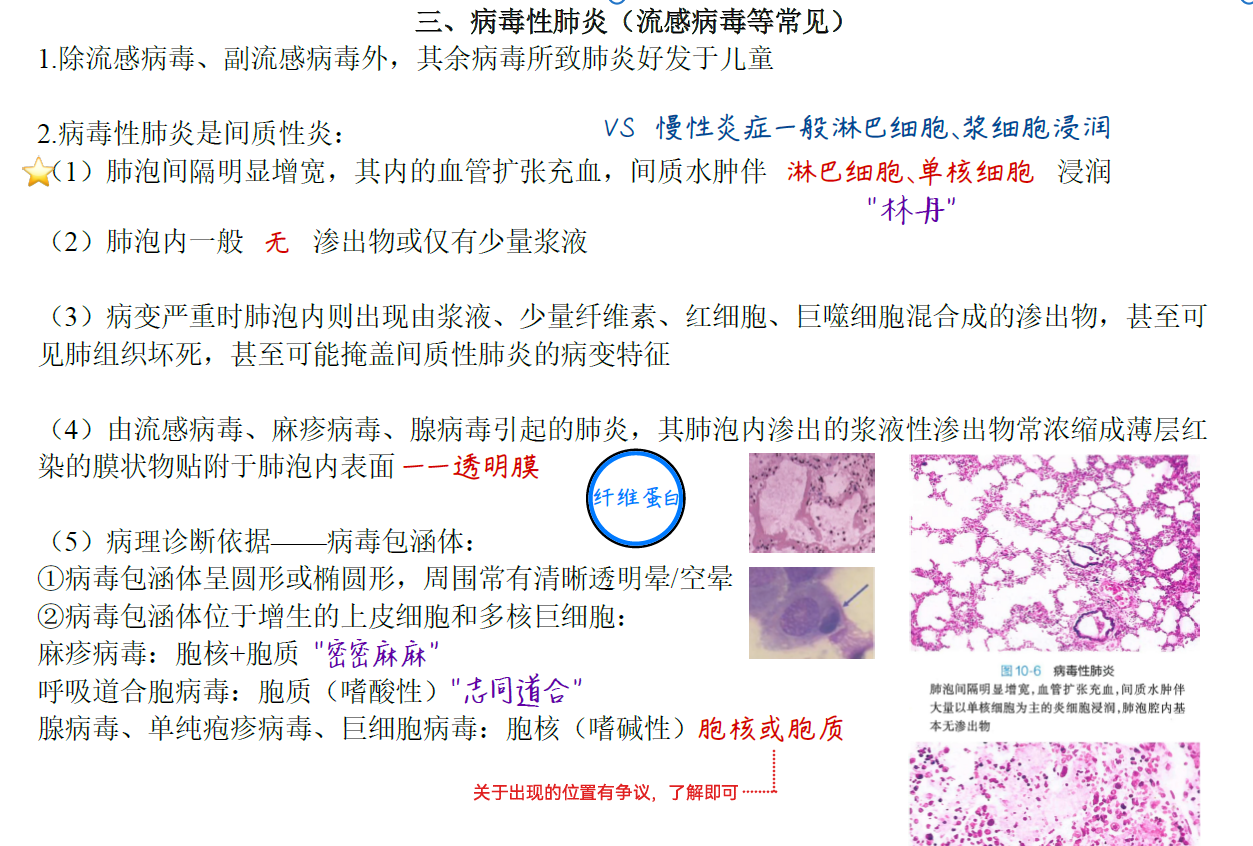 三、病毒性肺炎（流感病毒等常见）
1.除流感病毒、副流感病毒外，其余病毒所致肺炎好发于儿童
2.病毒性肺炎是间质性炎：
VS 慢性炎症一般淋巴细胞、浆细胞浸润
（1）肺泡间隔明显增宽，其内的血管扩张充血，间质水肿伴 淋巴细胞、单核细胞 浸润
"林丹"
（2）肺泡内一般 无 渗出物或仅有少量浆液
（3）病变严重时肺泡内则出现由浆液、少量纤维素、红细胞、巨噬细胞混合成的渗出物，甚至可
见肺组织坏死，甚至可能掩盖间质性肺炎的病变特征
（4）由流感病毒、麻疹病毒、腺病毒引起的肺炎，其肺泡内渗出的浆液性渗出物常浓缩成薄层红
染的膜状物贴附于肺泡内表面 ——透明膜
纤维蛋白
（5）病理诊断依据——病毒包涵体：
①病毒包涵体呈圆形或椭圆形，周围常有清晰透明晕/空晕
②病毒包涵体位于增生的上皮细胞和多核巨细胞：
麻疹病毒：胞核+胞质 "密密麻麻"
呼吸道合胞病毒：胞质（嗜酸性）"志同道合"
腺病毒、单纯疱疹病毒、巨细胞病毒：胞核（嗜碱性）胞核或胞质
关于出现的位置有争议，了解即可
图10-6 病毒性肺炎
肺泡间隔明显增宽，血管扩张充血，间质水肿伴
大量以单核细胞为主的炎细胞浸润，肺泡腔内基
本无渗出物